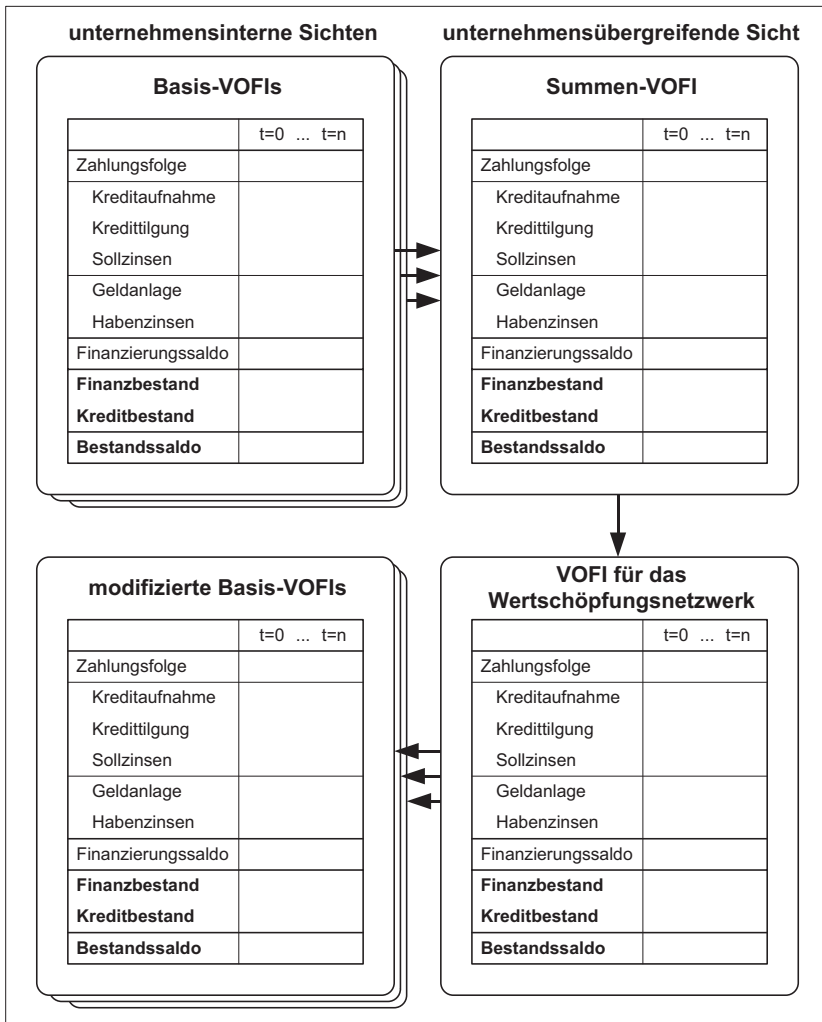 unternehmensinterne Sichten
unternehmensübergreifende Sicht
Basis-VOFIs
t=0 ... t=n
Zahlungsfolge
Kreditaufnahme
Kredittilgung
Sollzinsen
Geldanlage
Habenzinsen
Finanzierungssaldo
Finanzbestand
Kreditbestand
Bestandssaldo
Summen-VOFI
t=0 ... t=n
Zahlungsfolge
Kreditaufnahme
Kredittilgung
Sollzinsen
Geldanlage
Habenzinsen
Finanzierungssaldo
Finanzbestand
Kreditbestand
Bestandssaldo
modifizierte Basis-VOFIs
t=0 ... t=n
Zahlungsfolge
Kreditaufnahme
Kredittilgung
Sollzinsen
Geldanlage
Habenzinsen
Finanzierungssaldo
Finanzbestand
Kreditbestand
Bestandssaldo
VOFI für das
Wertschöpfungsnetzwerk
t=0 ... t=n
Zahlungsfolge
Kreditaufnahme
Kredittilgung
Sollzinsen
Geldanlage
Habenzinsen
Finanzierungssaldo
Finanzbestand
Kreditbestand
Bestandssaldo